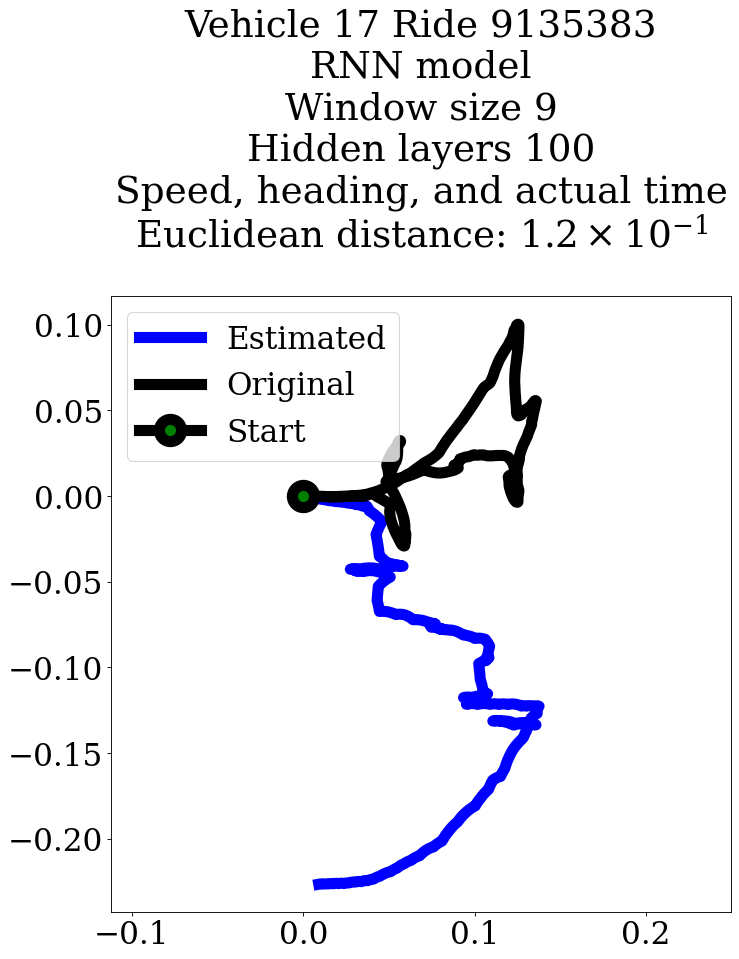 Vehicle 17 Ride 9135383
RNN model
Window size 9
Hidden layers 100
Speed, heading, and actual time
Euclidean distance: 1.2 × 10⁻¹
Estimated
Original
Start
0.10
0.05
0.00
−0.05
−0.10
−0.15
−0.20
−0.1 0.0 0.1 0.2